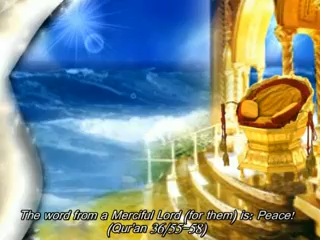 The word from a Merciful Lord (for them) is: Peace!
(Qur'an 36/55-58)